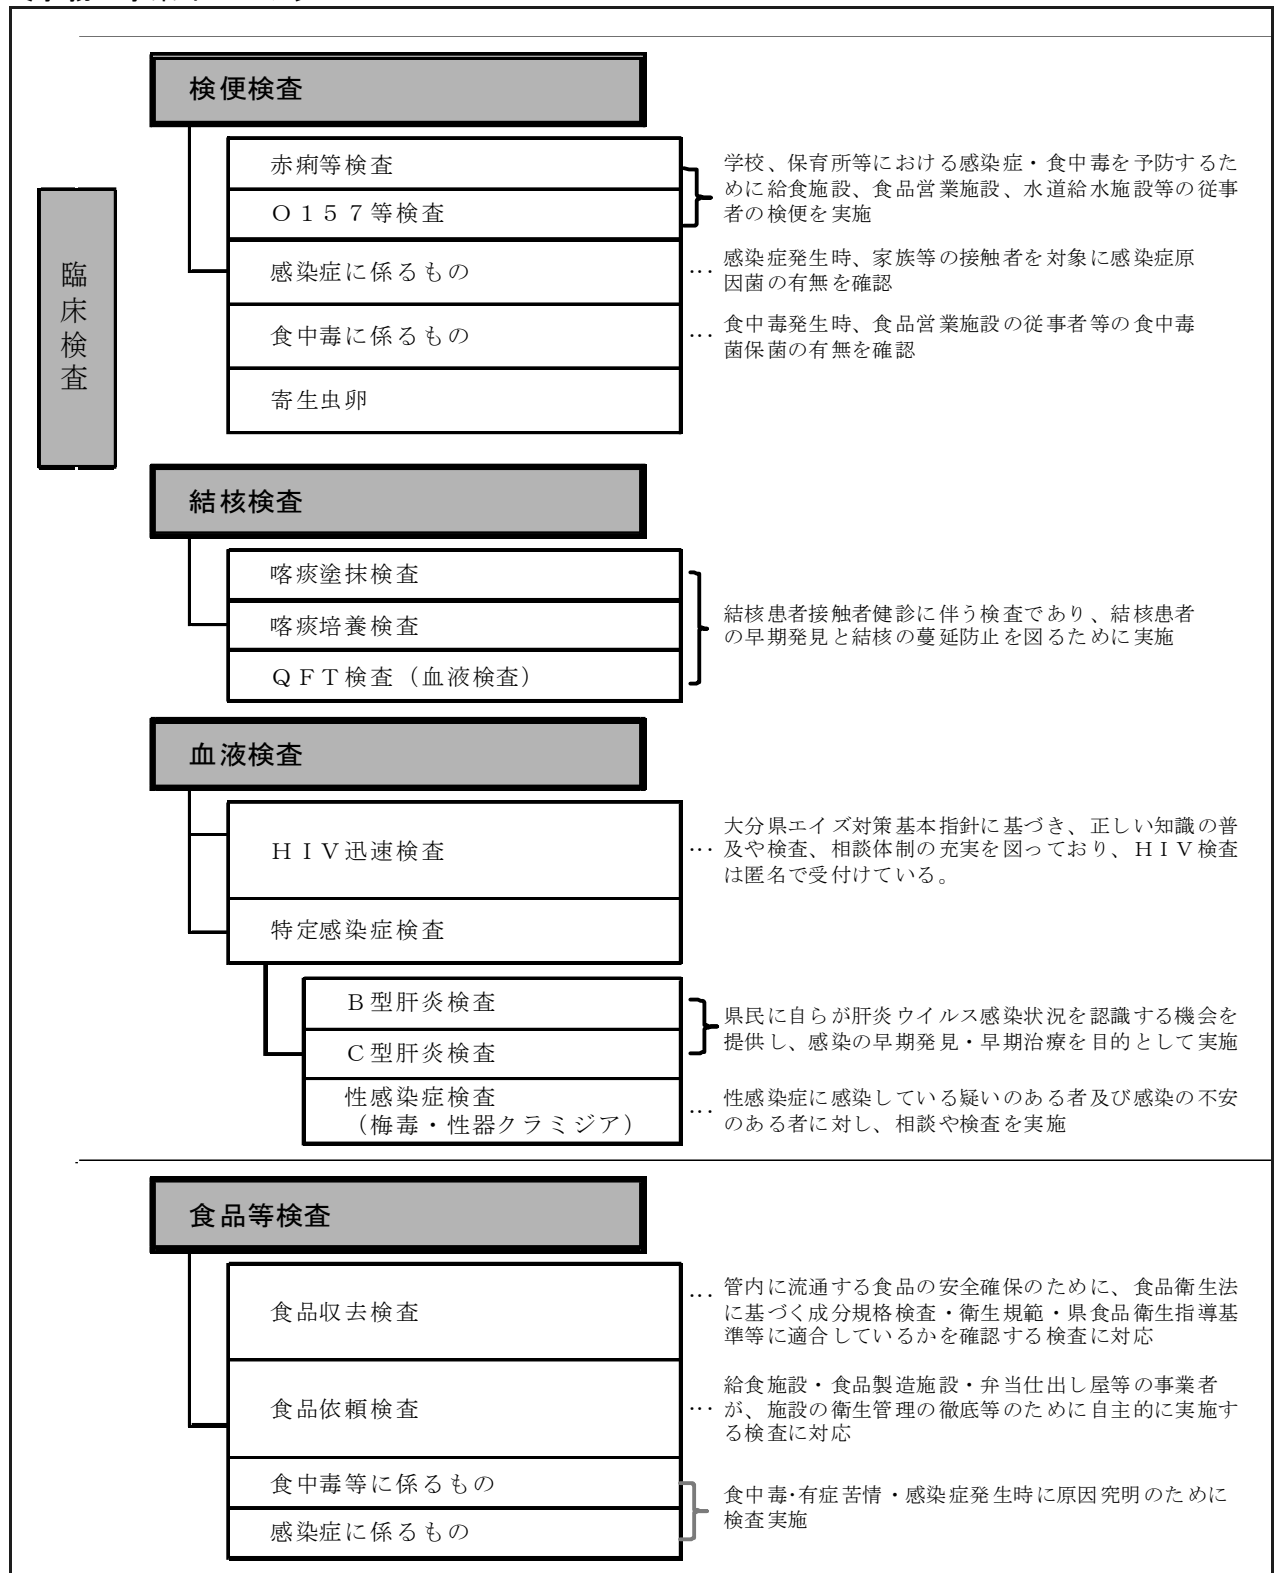 臨床検査
検便検査
赤痢等検査
Ｏ１５７等検査
学校、保育所等における感染症・食中毒を予防するた
めに給食施設、食品営業施設、水道給水施設等の従事
者の検便を実施
感染症に係るもの
… 感染症発生時、家族等の接触者を対象に感染症原
因菌の有無を確認
食中毒に係るもの
… 食中毒発生時、食品営業施設の従事者等の食中毒
菌保菌の有無を確認
寄生虫卵
結核検査
喀痰塗抹検査
喀痰培養検査
ＱＦＴ検査（血液検査）
結核患者接触者健診に伴う検査であり、結核患者
の早期発見と結核の蔓延防止を図るために実施
血液検査
ＨＩＶ迅速検査
大分県エイズ対策基本指針に基づき、正しい知識の普
… 及や検査、相談体制の充実を図っており、ＨＩＶ検査
は匿名で受付けている。
特定感染症検査
Ｂ型肝炎検査
Ｃ型肝炎検査
県民に自らが肝炎ウイルス感染状況を認識する機会を
提供し、感染の早期発見・早期治療を目的として実施
性感染症検査
（梅毒・性器クラミジア）
… 性感染症に感染している疑いのある者及び感染の不安
のある者に対し、相談や検査を実施
食品等検査
食品収去検査
… 管内に流通する食品の安全確保のために、食品衛生法
に基づく成分規格検査・衛生規範・県食品衛生指導基
準等に適合しているかを確認する検査に対応
食品依頼検査
給食施設・食品製造施設・弁当仕出し屋等の事業者
… が、施設の衛生管理の徹底等のために自主的に実施す
る検査に対応
食中毒等に係るもの
感染症に係るもの
食中毒・有症苦情・感染症発生時に原因究明のために
検査実施